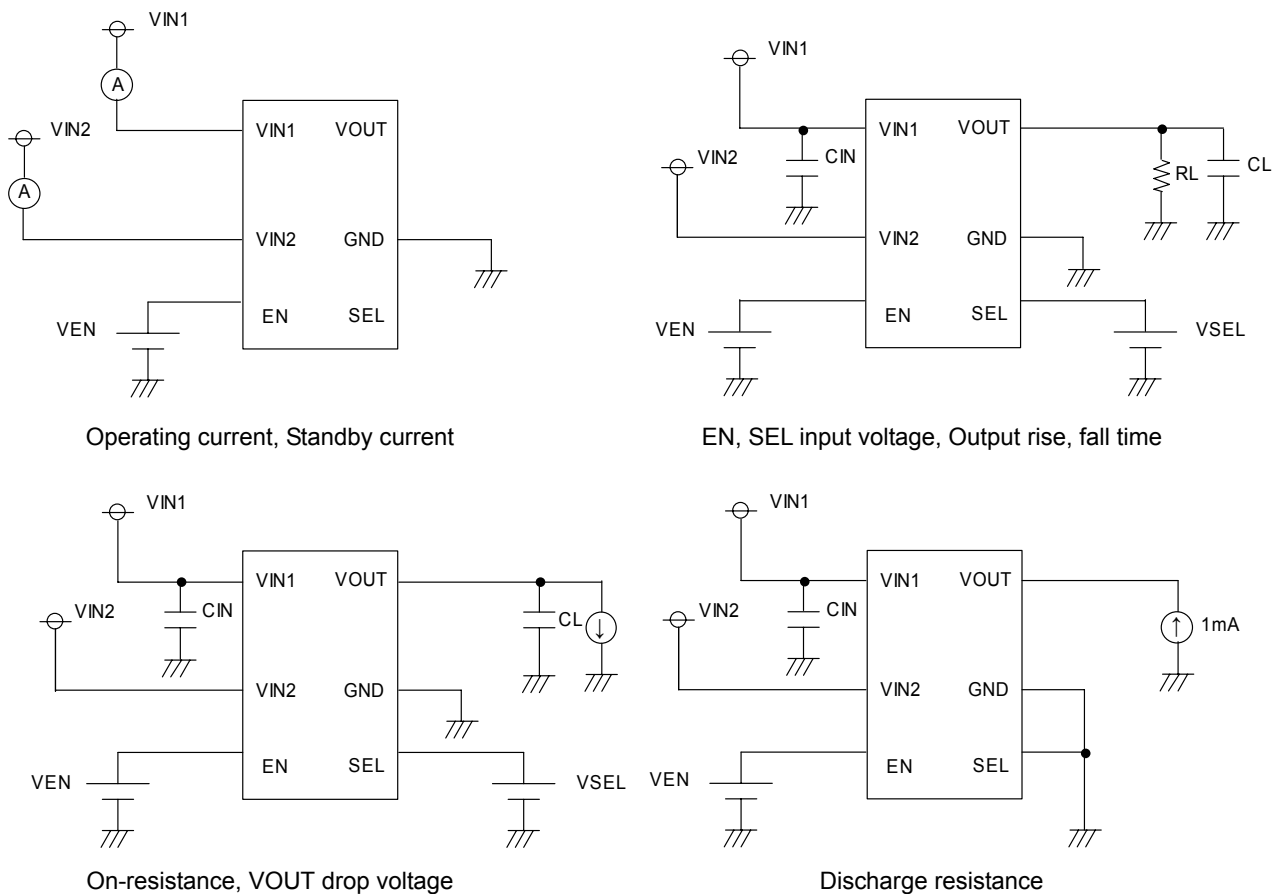 VIN1
A
VIN2
A
VIN1 VOUT
VIN2 GND
EN SEL
VEN
Operating current, Standby current
VIN1
VIN2
CIN
VIN1 VOUT
RL
CL
VIN2 GND
EN SEL
VEN
VSEL
EN, SEL input voltage, Output rise, fall time
VIN1
VIN2
CIN
VIN1 VOUT
CL
↓
VIN2 GND
EN SEL
VEN
VSEL
On-resistance, VOUT drop voltage
VIN1
VIN2
CIN
VIN1 VOUT
↑ 1mA
VIN2 GND
EN SEL
VEN
Discharge resistance